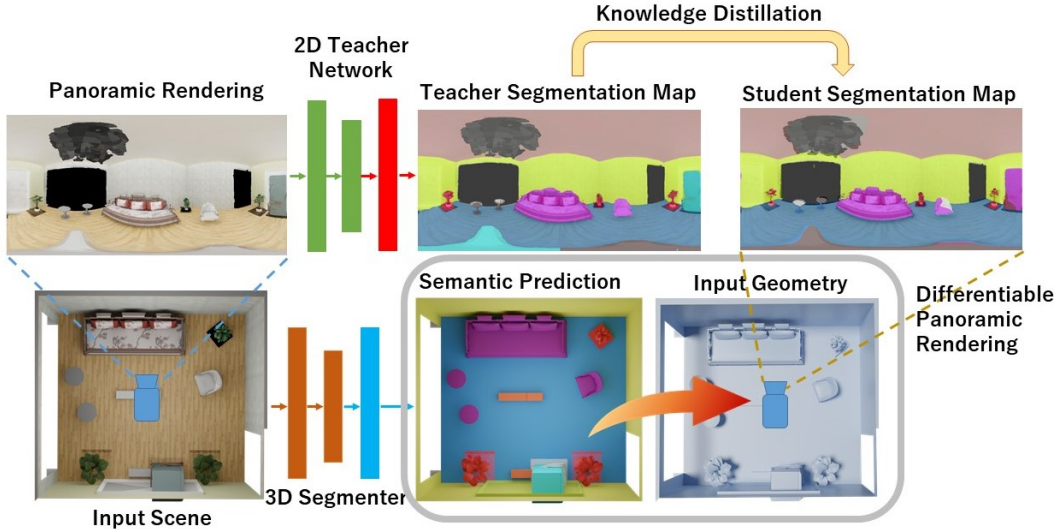 Knowledge Distillation
2D Teacher
Network
Panoramic Rendering
Teacher Segmentation Map
Student Segmentation Map
Semantic Prediction
Input Geometry
Differentiable
Panoramic
Rendering
3D Segmenter
Input Scene